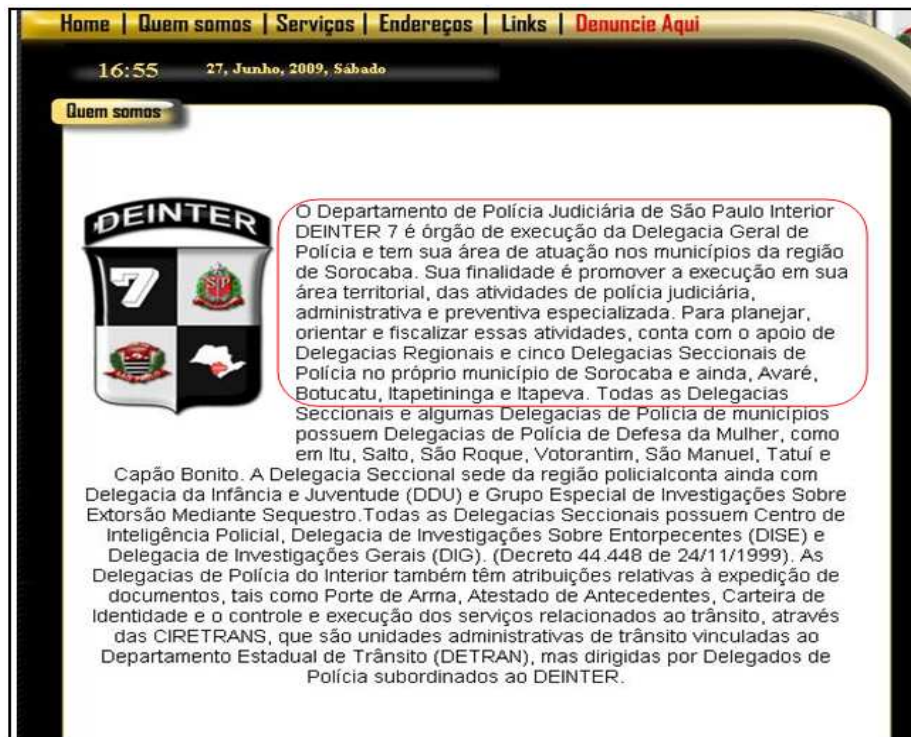 Home | Quem somos | Serviços | Endereços | Links | Denuncie Aqui
16:55 27, Junho, 2009, Sábado
Quem somos
DEINTER
7
SP
O Departamento de Polícia Judiciária de São Paulo Interior
DEINTER 7 é órgão de execução da Delegacia Geral de
Polícia e tem sua área de atuação nos municípios da região
de Sorocaba. Sua finalidade é promover a execução em sua
área territorial, das atividades de polícia judiciária,
administrativa e preventiva especializada. Para planejar,
orientar e fiscalizar essas atividades, conta com o apoio de
Delegacias Regionais e cinco Delegacias Seccionais de
Polícia no próprio município de Sorocaba e ainda, Avaré,
Botucatu, Itapetininga e Itapeva. Todas as Delegacias
Seccionais e algumas Delegacias de Polícia de municípios
possuem Delegacias de Polícia de Defesa da Mulher, como
em Itu, Salto, São Roque, Votorantim, São Manuel, Tatuí e
Capão Bonito. A Delegacia Seccional sede da região policialconta ainda com
Delegacia da Infância e Juventude (DDU) e Grupo Especial de Investigações Sobre
Extorsão Mediante Sequestro.Todas as Delegacias Seccionais possuem Centro de
Inteligência Policial, Delegacia de Investigações Sobre Entorpecentes (DISE) e
Delegacia de Investigações Gerais (DIG). (Decreto 44.448 de 24/11/1999). As
Delegacias de Polícia do Interior também têm atribuições relativas à expedição de
documentos, tais como Porte de Arma, Atestado de Antecedentes, Carteira de
Identidade e o controle e execução dos serviços relacionados ao trânsito, através
das CIRETRANS, que são unidades administrativas de trânsito vinculadas ao
Departamento Estadual de Trânsito (DETRAN), mas dirigidas por Delegados de
Polícia subordinados ao DEINTER.